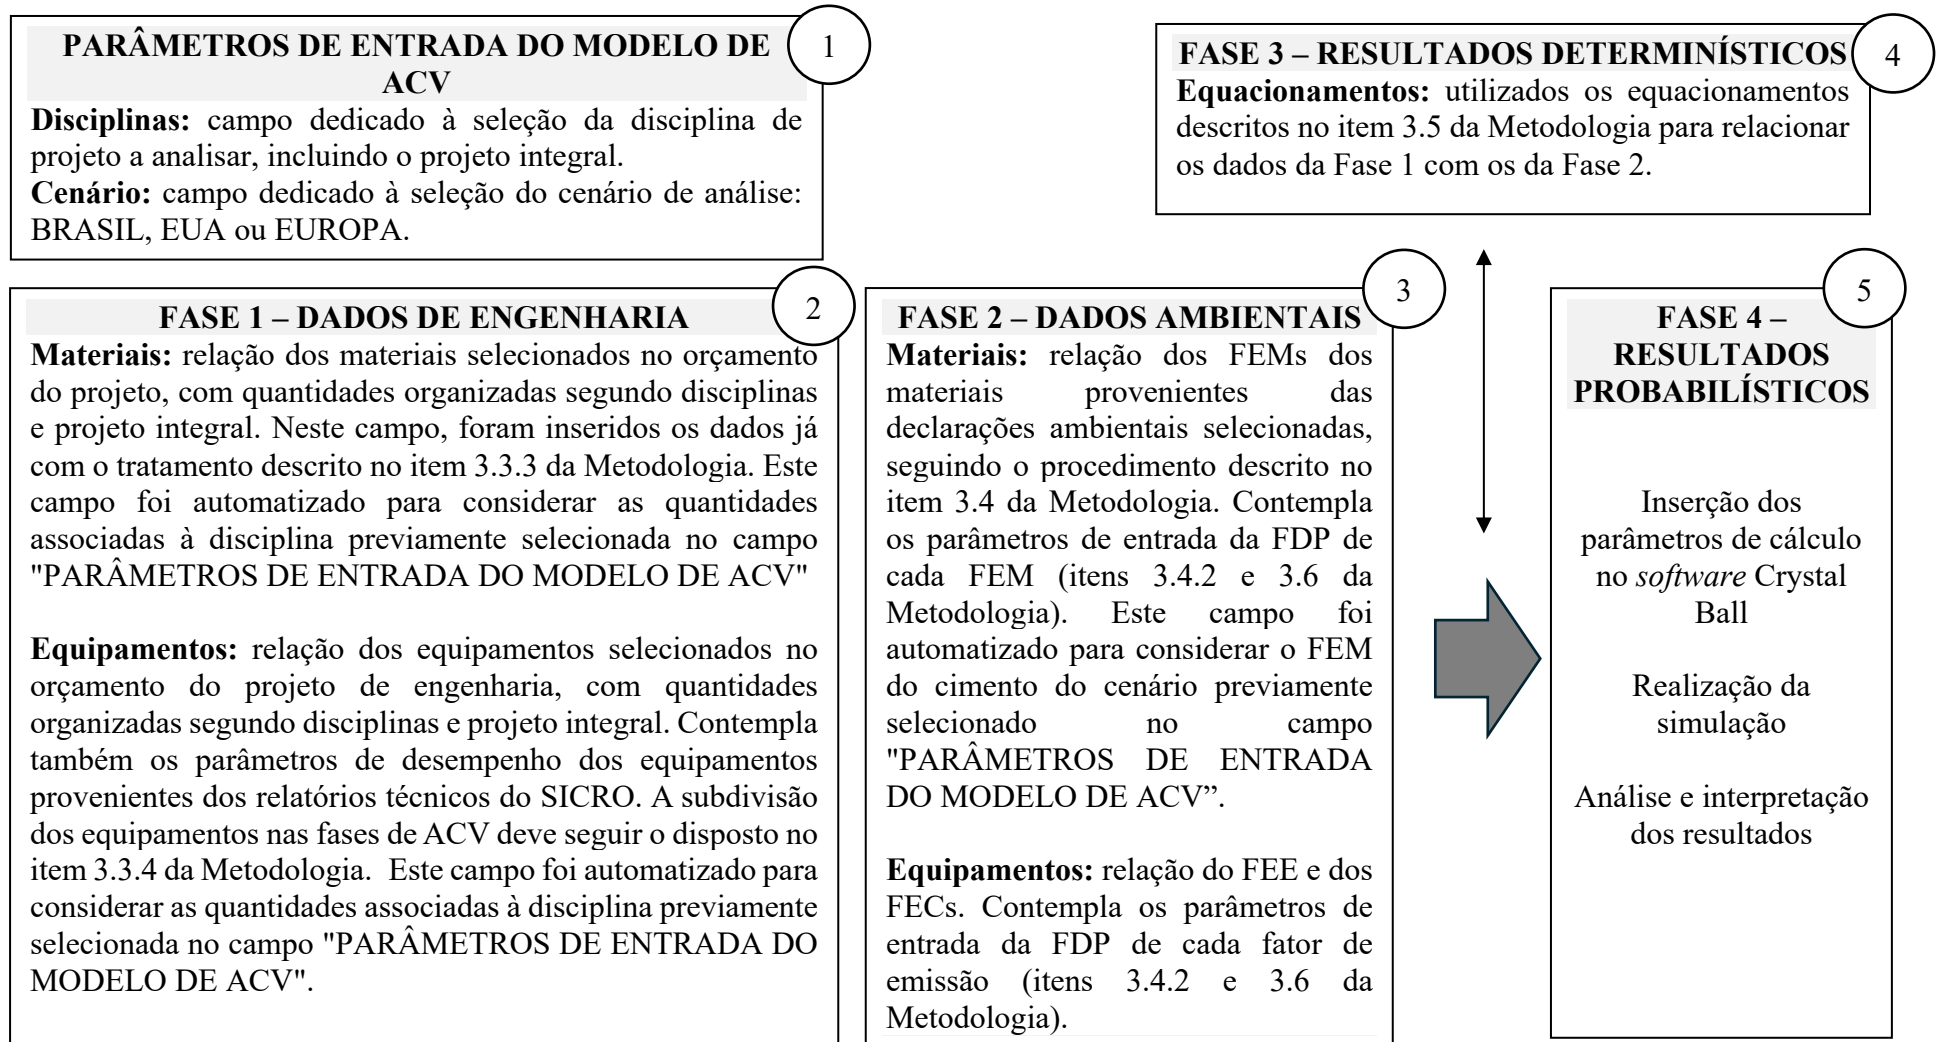 PARÂMETROS DE ENTRADA DO MODELO DE
ACV
1
Disciplinas: campo dedicado à seleção da disciplina de
projeto a analisar, incluindo o projeto integral.
Cenário: campo dedicado à seleção do cenário de análise:
BRASIL, EUA ou EUROPA.
FASE 3 – RESULTADOS DETERMINÍSTICOS
4
Equacionamentos: utilizados os equacionamentos
descritos no item 3.5 da Metodologia para relacionar
os dados da Fase 1 com os da Fase 2.
FASE 1 – DADOS DE ENGENHARIA
2
Materiais: relação dos materiais selecionados no orçamento
do projeto, com quantidades organizadas segundo disciplinas
e projeto integral. Neste campo, foram inseridos os dados já
com o tratamento descrito no item 3.3.3 da Metodologia. Este
campo foi automatizado para considerar as quantidades
associadas à disciplina previamente selecionada no campo
"PARÂMETROS DE ENTRADA DO MODELO DE ACV"
Equipamentos: relação dos equipamentos selecionados no
orçamento do projeto de engenharia, com quantidades
organizadas segundo disciplinas e projeto integral. Contempla
também os parâmetros de desempenho dos equipamentos
provenientes dos relatórios técnicos do SICRO. A subdivisão
dos equipamentos nas fases de ACV deve seguir o disposto no
item 3.3.4 da Metodologia. Este campo foi automatizado para
considerar as quantidades associadas à disciplina previamente
selecionada no campo "PARÂMETROS DE ENTRADA DO
MODELO DE ACV".
FASE 2 – DADOS AMBIENTAIS
3
Materiais: relação dos FEMs dos
materiais provenientes das
declarações ambientais selecionadas,
seguindo o procedimento descrito no
item 3.4 da Metodologia. Contempla
os parâmetros de entrada da FDP de
cada FEM (itens 3.4.2 e 3.6 da
Metodologia). Este campo foi
automatizado para considerar o FEM
do cimento do cenário previamente
selecionado no campo
"PARÂMETROS DE ENTRADA
DO MODELO DE ACV”.
Equipamentos: relação do FEE e dos
FECs. Contempla os parâmetros de
entrada da FDP de cada fator de
emissão (itens 3.4.2 e 3.6 da
Metodologia).
FASE 4 –
RESULTADOS
PROBABILÍSTICOS
5
Inserção dos
parâmetros de cálculo
no software Crystal
Ball
Realização da
simulação
Análise e interpretação
dos resultados